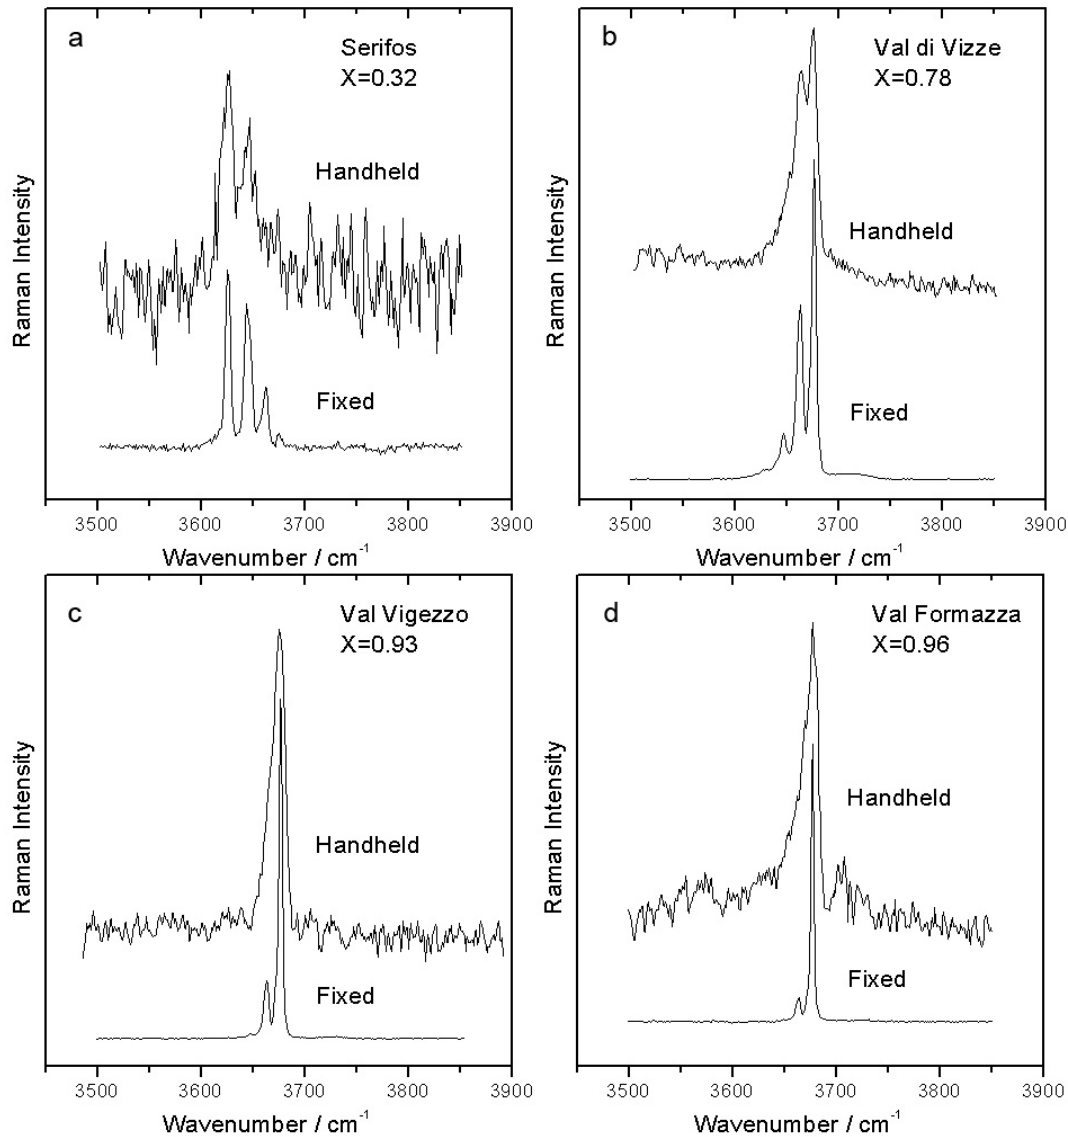 a
Serifos
X=0.32
Handheld
Fixed
Raman Intensity
3500 3600 3700 3800 3900
Wavenumber / cm⁻¹
b
Val di Vizze
X=0.78
Handheld
Fixed
Raman Intensity
3500 3600 3700 3800 3900
Wavenumber / cm⁻¹
c
Val Vigezzo
X=0.93
Handheld
Fixed
Raman Intensity
3500 3600 3700 3800 3900
Wavenumber / cm⁻¹
d
Val Formazza
X=0.96
Handheld
Fixed
Raman Intensity
3500 3600 3700 3800 3900
Wavenumber / cm⁻¹